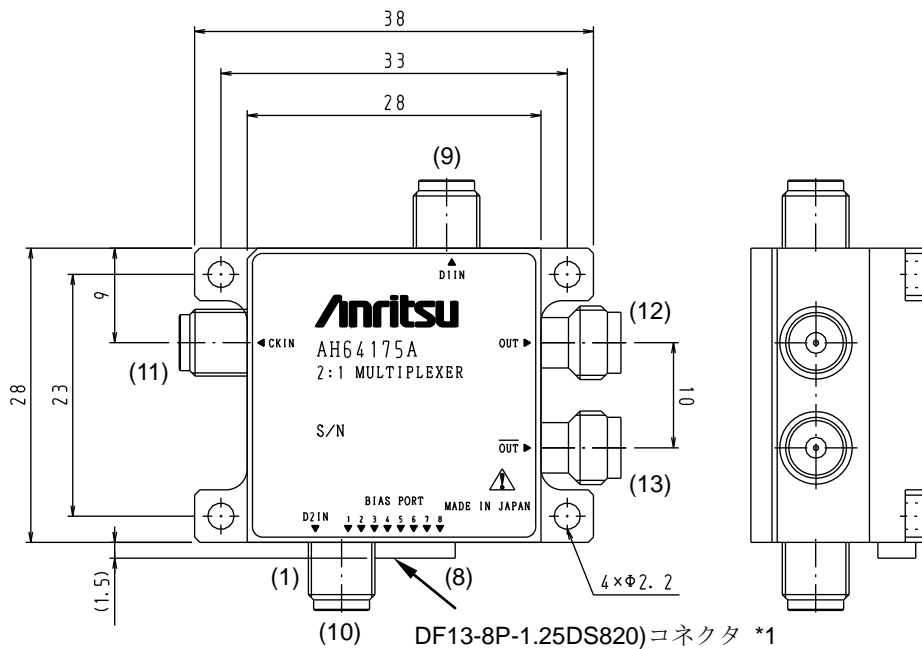 38
33
28
(9)
D1IN
9
Anritsu
(12)
CKIN
OUT
AH64175A
(11)
2:1 MULTIPLEXER
28
23
10
S/N
OUT
(13)
BIAS PORT
MADE IN JAPAN
D2IN
1 2 3 4 5 6 7 8
(1.5)
(1)
(8)
4×Φ2.2
(10)
DF13-8P-1.25DS820)コネクタ *1